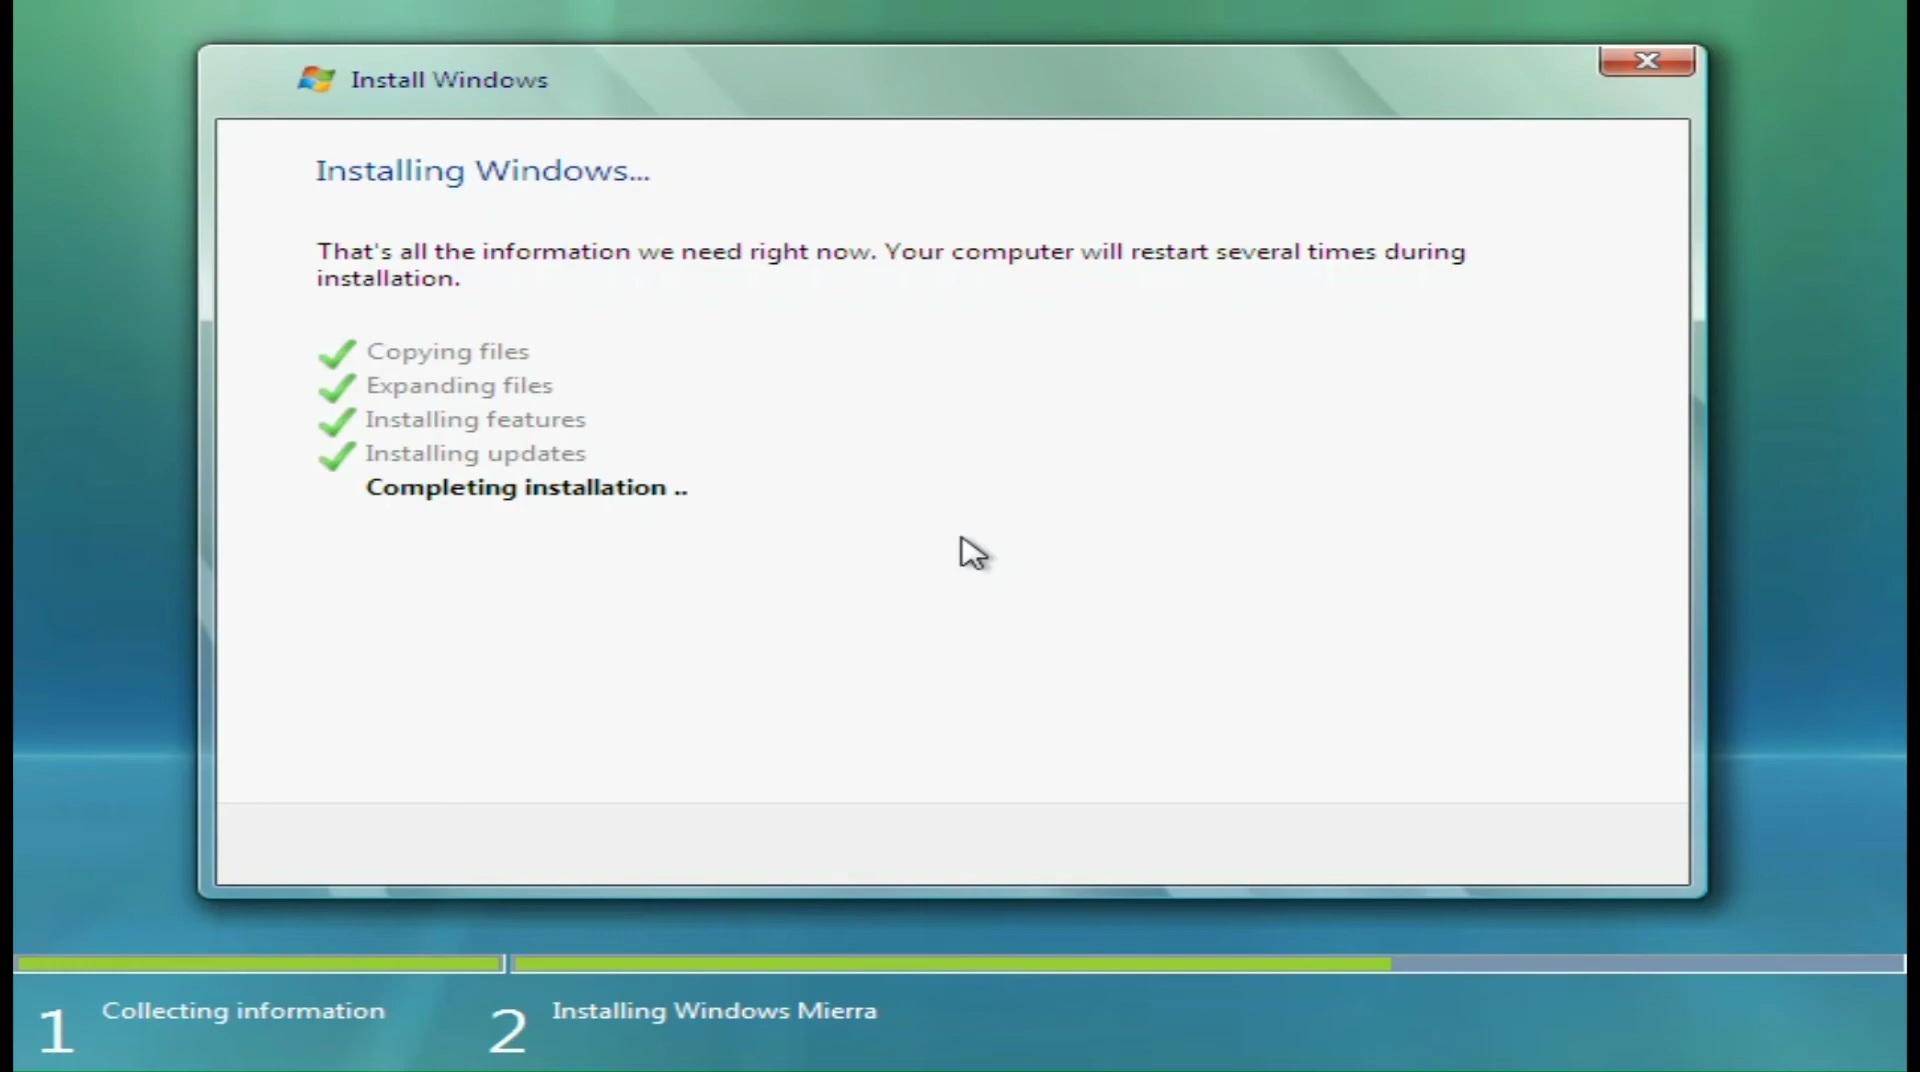 Install Windows
Installing Windows...
That's all the information we need right now. Your computer will restart several times during
installation.
Copying files
Expanding files
Installing features
Installing updates
Completing installation ..
1 Collecting information
2 Installing Windows Mierra